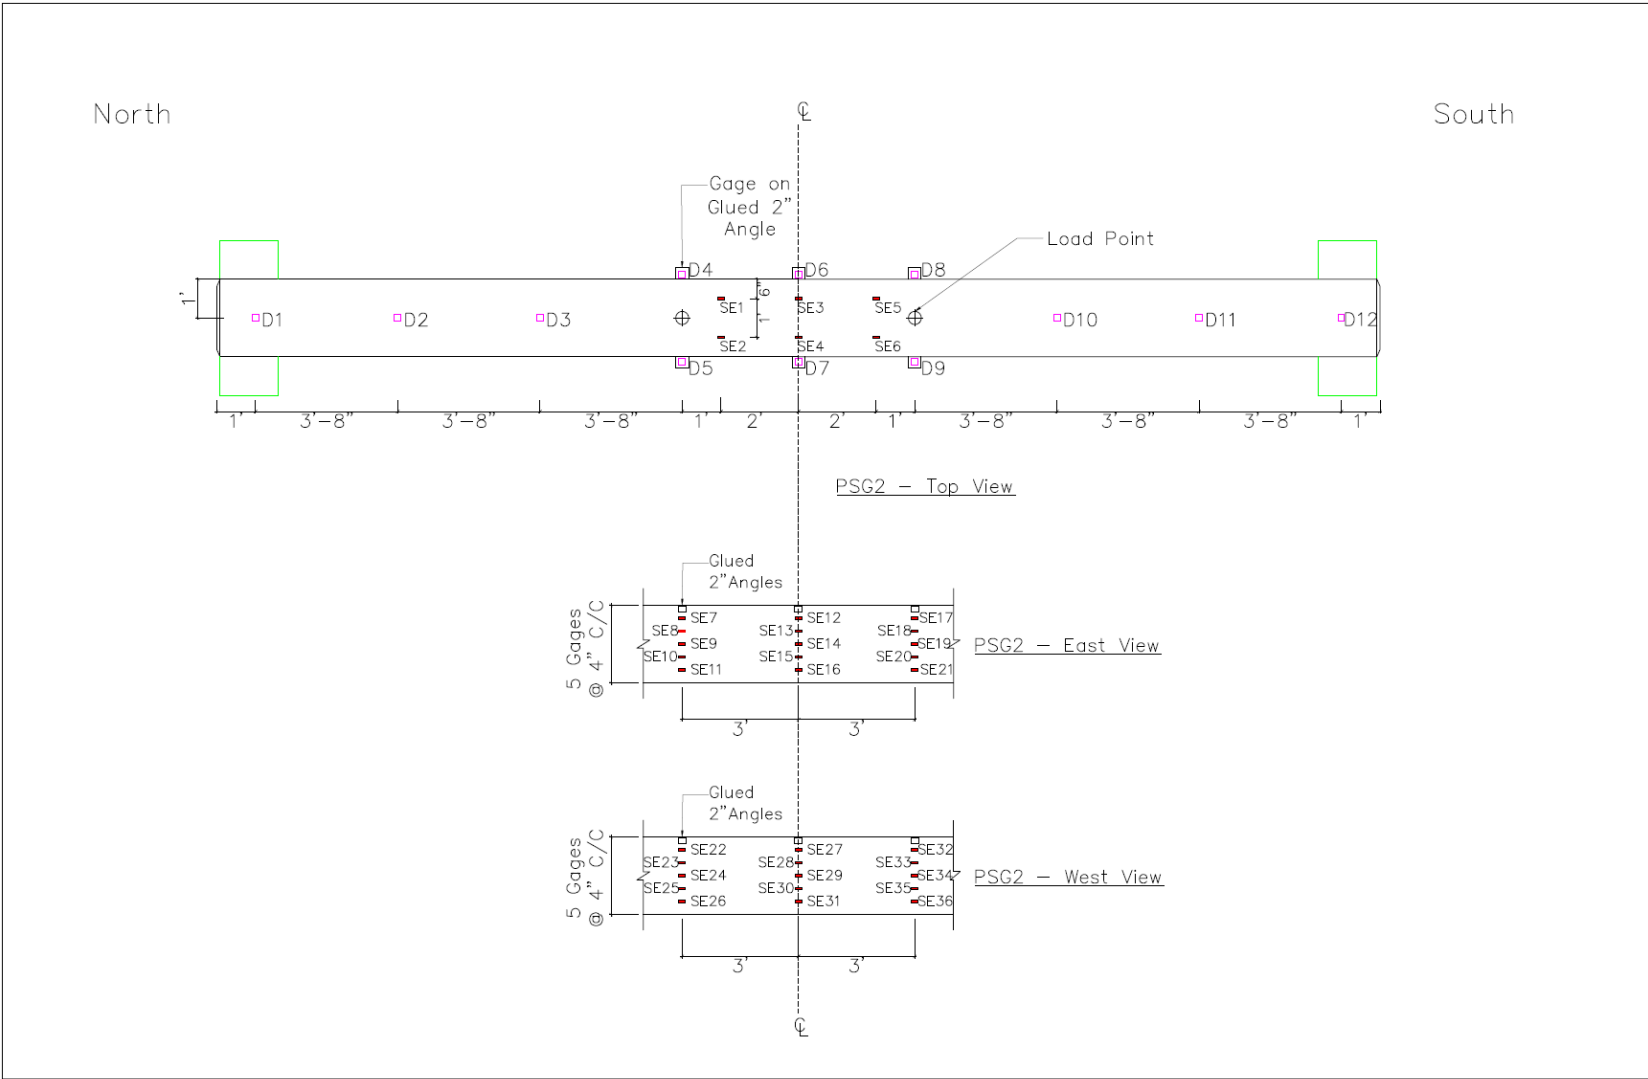 ℄
North
South
Gage on
Glued 2"
Angle
Load Point
D4
D6
D8
1'
6"
SE1
SE3
SE5
D1
D2
D3
1'
D10
D11
D12
SE2
SE4
SE6
D5
D7
D9
1'
3'-8"
3'-8"
3'-8"
1'
2'
2'
1'
3'-8"
3'-8"
3'-8"
1'
PSG2 - Top View
Glued
2"Angles
5 Gages
@ 4" C/C
SE7
SE12
SE17
SE8
SE13
SE18
SE9
SE14
SE19
SE10
SE15
SE20
SE11
SE16
SE21
PSG2 - East View
3'
3'
Glued
2"Angles
5 Gages
@ 4" C/C
SE22
SE27
SE32
SE23
SE28
SE33
SE24
SE29
SE34
SE25
SE30
SE35
SE26
SE31
SE36
PSG2 - West View
3'
3'
℄